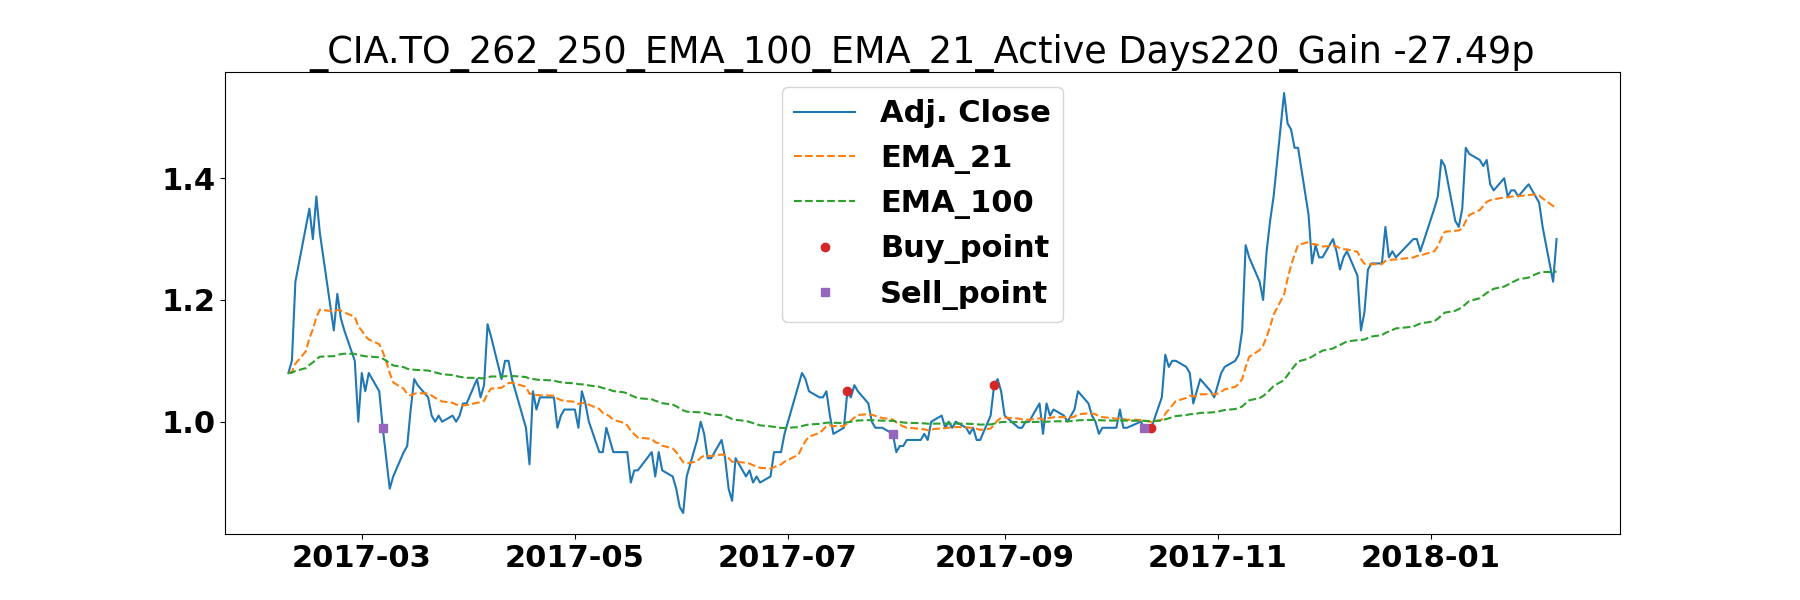 _CIA.TO_262_250_EMA_100_EMA_21_Active Days220_Gain -27.49p
Adj. Close
EMA_21
EMA_100
Buy_point
Sell_point
1.4
1.2
1.0
2017-03
2017-05
2017-07
2017-09
2017-11
2018-01